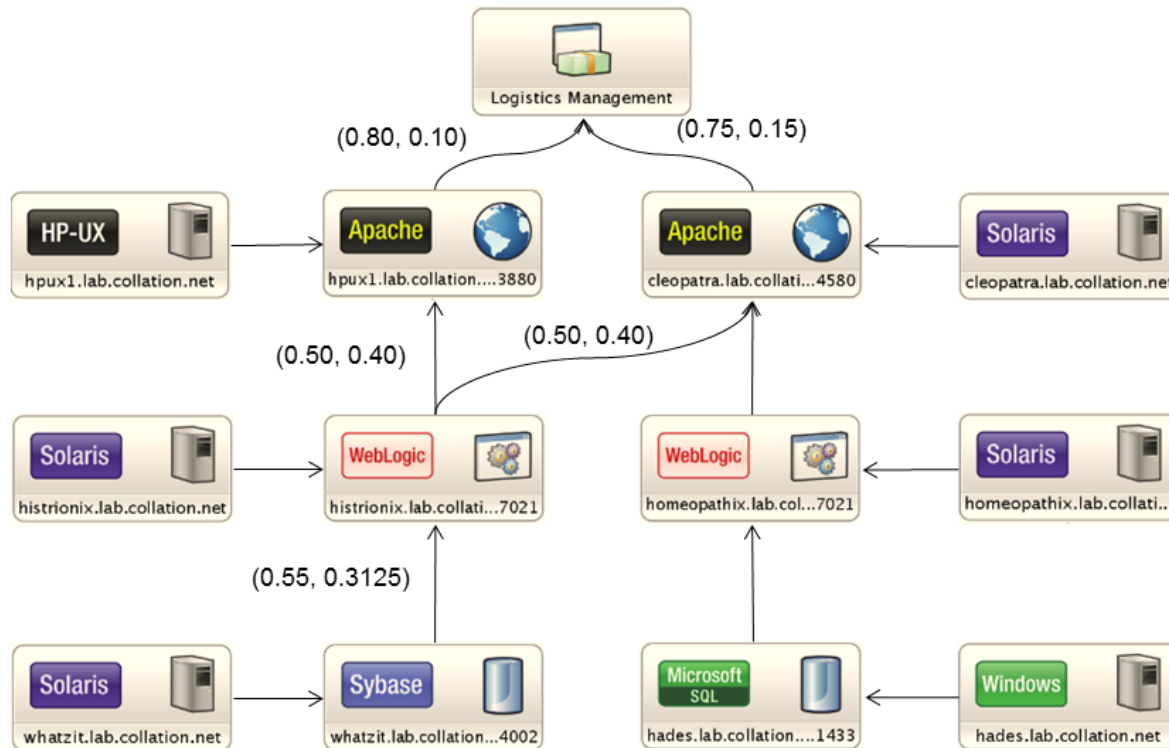 Logistics Management
(0.80, 0.10)
(0.75, 0.15)
HP-UX
hpux1.lab.collation.net
Apache
hpux1.lab.collation....3880
Apache
cleopatra.lab.collati...4580
Solaris
cleopatra.lab.collation.net
(0.50, 0.40)
(0.50, 0.40)
Solaris
histrionix.lab.collation.net
WebLogic
histrionix.lab.collati...7021
WebLogic
homeopathix.lab.col...7021
Solaris
homeopathix.lab.collati...
(0.55, 0.3125)
Solaris
whatzit.lab.collation.net
Sybase
whatzit.lab.collation...4002
Microsoft
SQL
hades.lab.collation....1433
Windows
hades.lab.collation.net